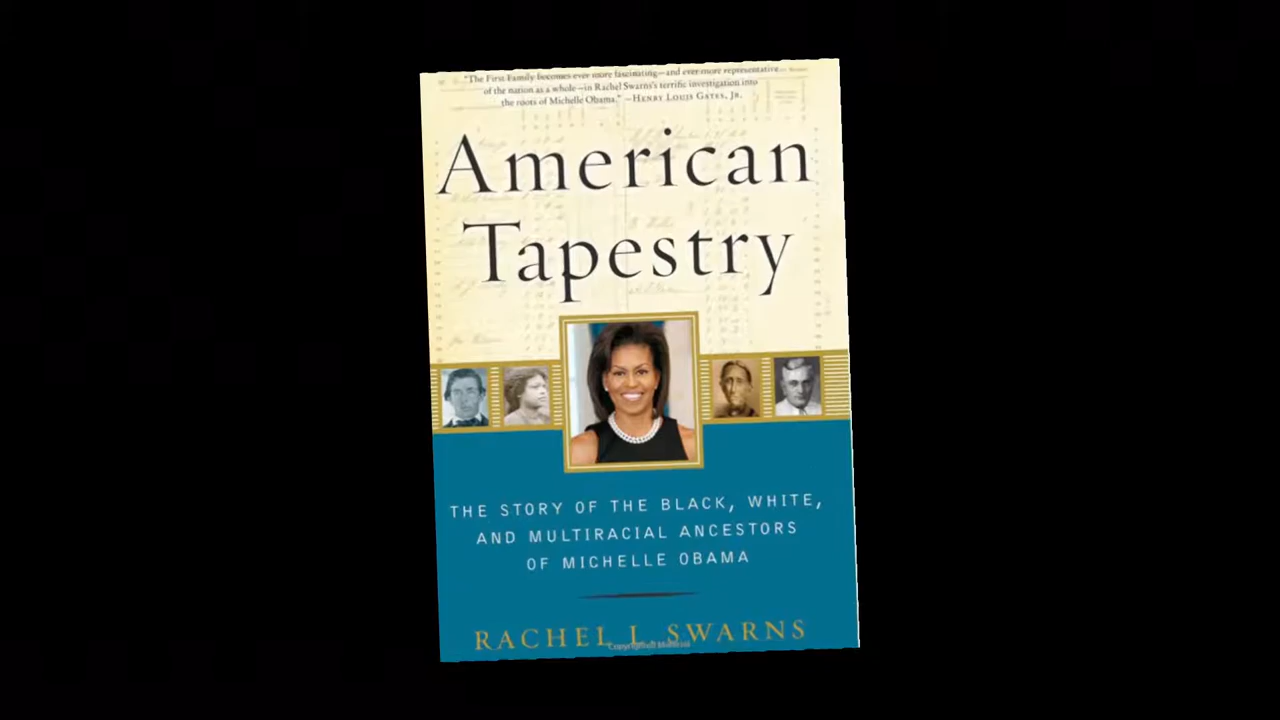 "The First Family becomes ever more fascinating—and ever more representative
of the nation as a whole—in Rachel Swarns's terrific investigation into
the roots of Michelle Obama." —HENRY LOUIS GATES, JR.
American
Tapestry
THE STORY OF THE BLACK, WHITE,
AND MULTIRACIAL ANCESTORS
OF MICHELLE OBAMA
RACHEL L. SWARNS
Copyrighted Material